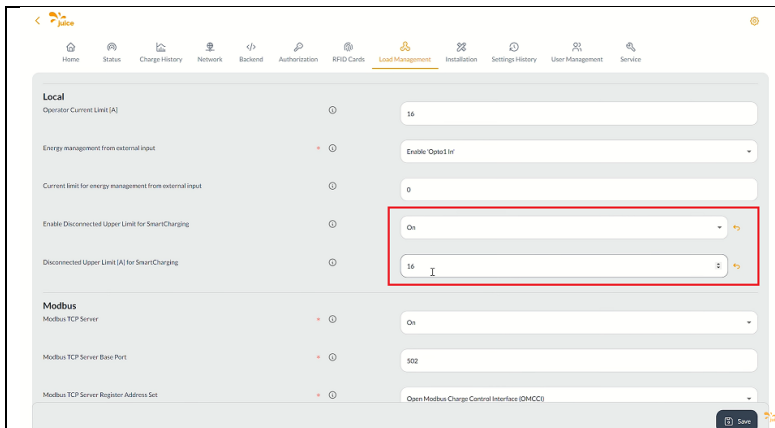 juice
Home Status Charge History Network Backend Authorization RFID Cards Load Management Installation Settings History User Management Service
Local
Operator Current Limit [A]
16
Energy management from external input
Enable 'Opto1 In'
Current limit for energy management from external input
0
Enable Disconnected Upper Limit for SmartCharging
On
Disconnected Upper Limit [A] for SmartCharging
16
Modbus
Modbus TCP Server
On
Modbus TCP Server Base Port
502
Modbus TCP Server Register Address Set
Open Modbus Charge Control Interface (OMCCI)
Save